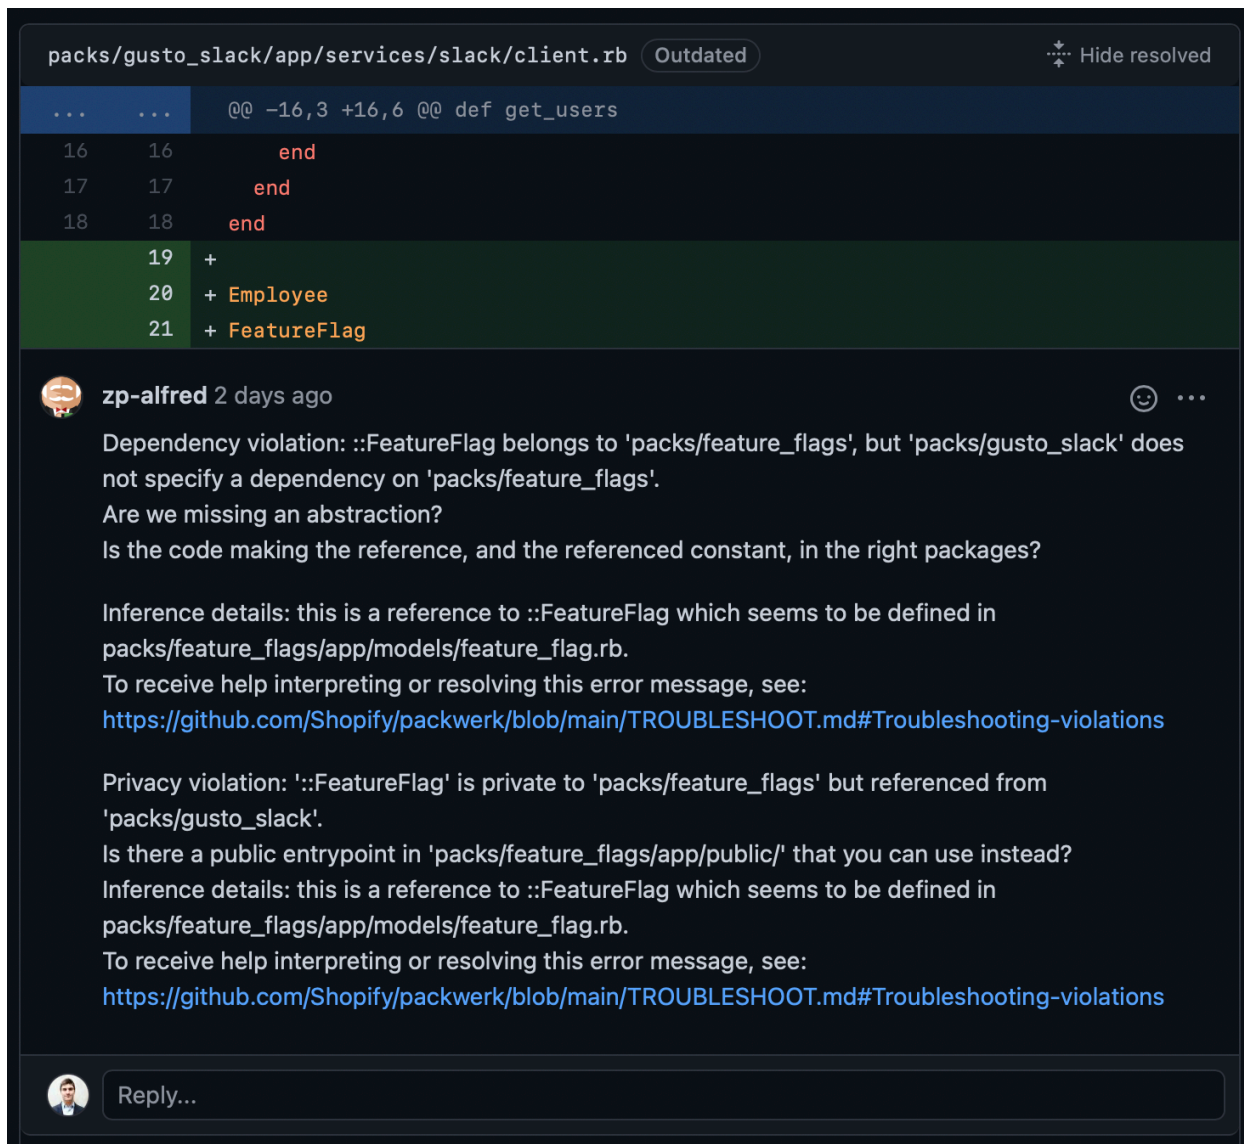 packs/gusto_slack/app/services/slack/client.rb Outdated Hide resolved
... ... @@ -16,3 +16,6 @@ def get_users
16 16 end
17 17 end
18 18 end
19 +
20 + Employee
21 + FeatureFlag
zp-alfred 2 days ago
Dependency violation: ::FeatureFlag belongs to 'packs/feature_flags', but 'packs/gusto_slack' does
not specify a dependency on 'packs/feature_flags'.
Are we missing an abstraction?
Is the code making the reference, and the referenced constant, in the right packages?
Inference details: this is a reference to ::FeatureFlag which seems to be defined in
packs/feature_flags/app/models/feature_flag.rb.
To receive help interpreting or resolving this error message, see:
https://github.com/Shopify/packwerk/blob/main/TROUBLESHOOT.md#Troubleshooting-violations
Privacy violation: '::FeatureFlag' is private to 'packs/feature_flags' but referenced from
'packs/gusto_slack'.
Is there a public entrypoint in 'packs/feature_flags/app/public/' that you can use instead?
Inference details: this is a reference to ::FeatureFlag which seems to be defined in
packs/feature_flags/app/models/feature_flag.rb.
To receive help interpreting or resolving this error message, see:
https://github.com/Shopify/packwerk/blob/main/TROUBLESHOOT.md#Troubleshooting-violations
Reply...